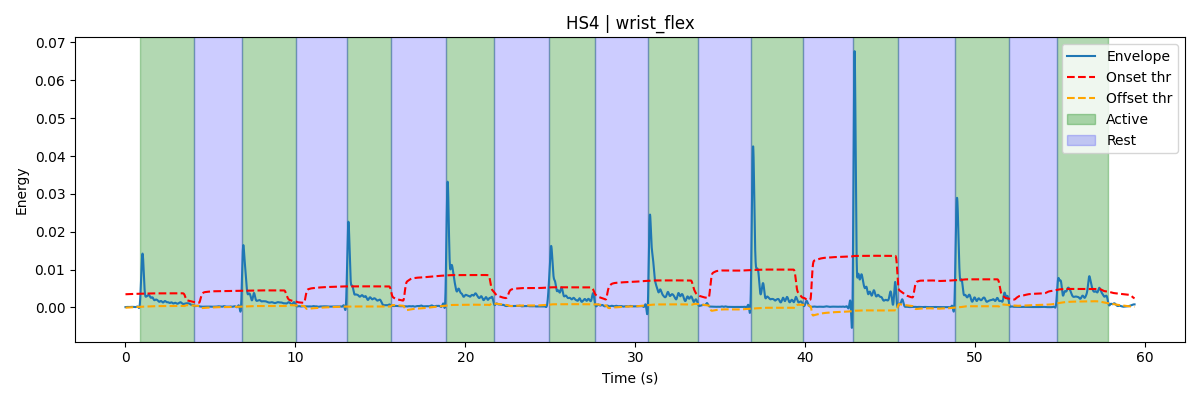 HS4 | wrist_flex
0.07
0.06
0.05
0.04
0.03
0.02
0.01
0.00
Energy
0
10
20
30
40
50
60
Time (s)
Envelope
Onset thr
Offset thr
Active
Rest